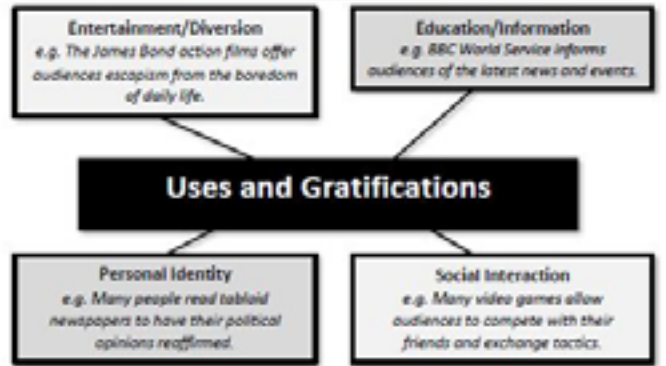 Entertainment/Diversion
e.g. The James Bond action films offer
audiences escapism from the boredom
of daily life.
Education/Information
e.g. BBC World Service informs
audiences of the latest news and events.
Uses and Gratifications
Personal Identity
e.g. Many people read tabloid
newspapers to have their political
opinions reaffirmed.
Social Interaction
e.g. Many video games allow
audiences to compete with their
friends and exchange tactics.